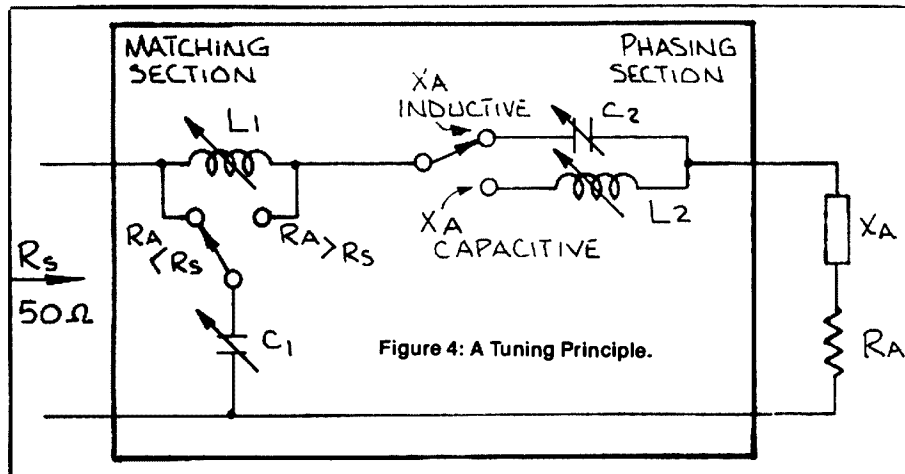 MATCHING
SECTION
PHASING
SECTION
X'A
INDUCTIVE
C2
L1
L2
XA
CAPACITIVE
RA
<RS
RA>RS
RS
50Ω
C1
XA
RA
Figure 4: A Tuning Principle.